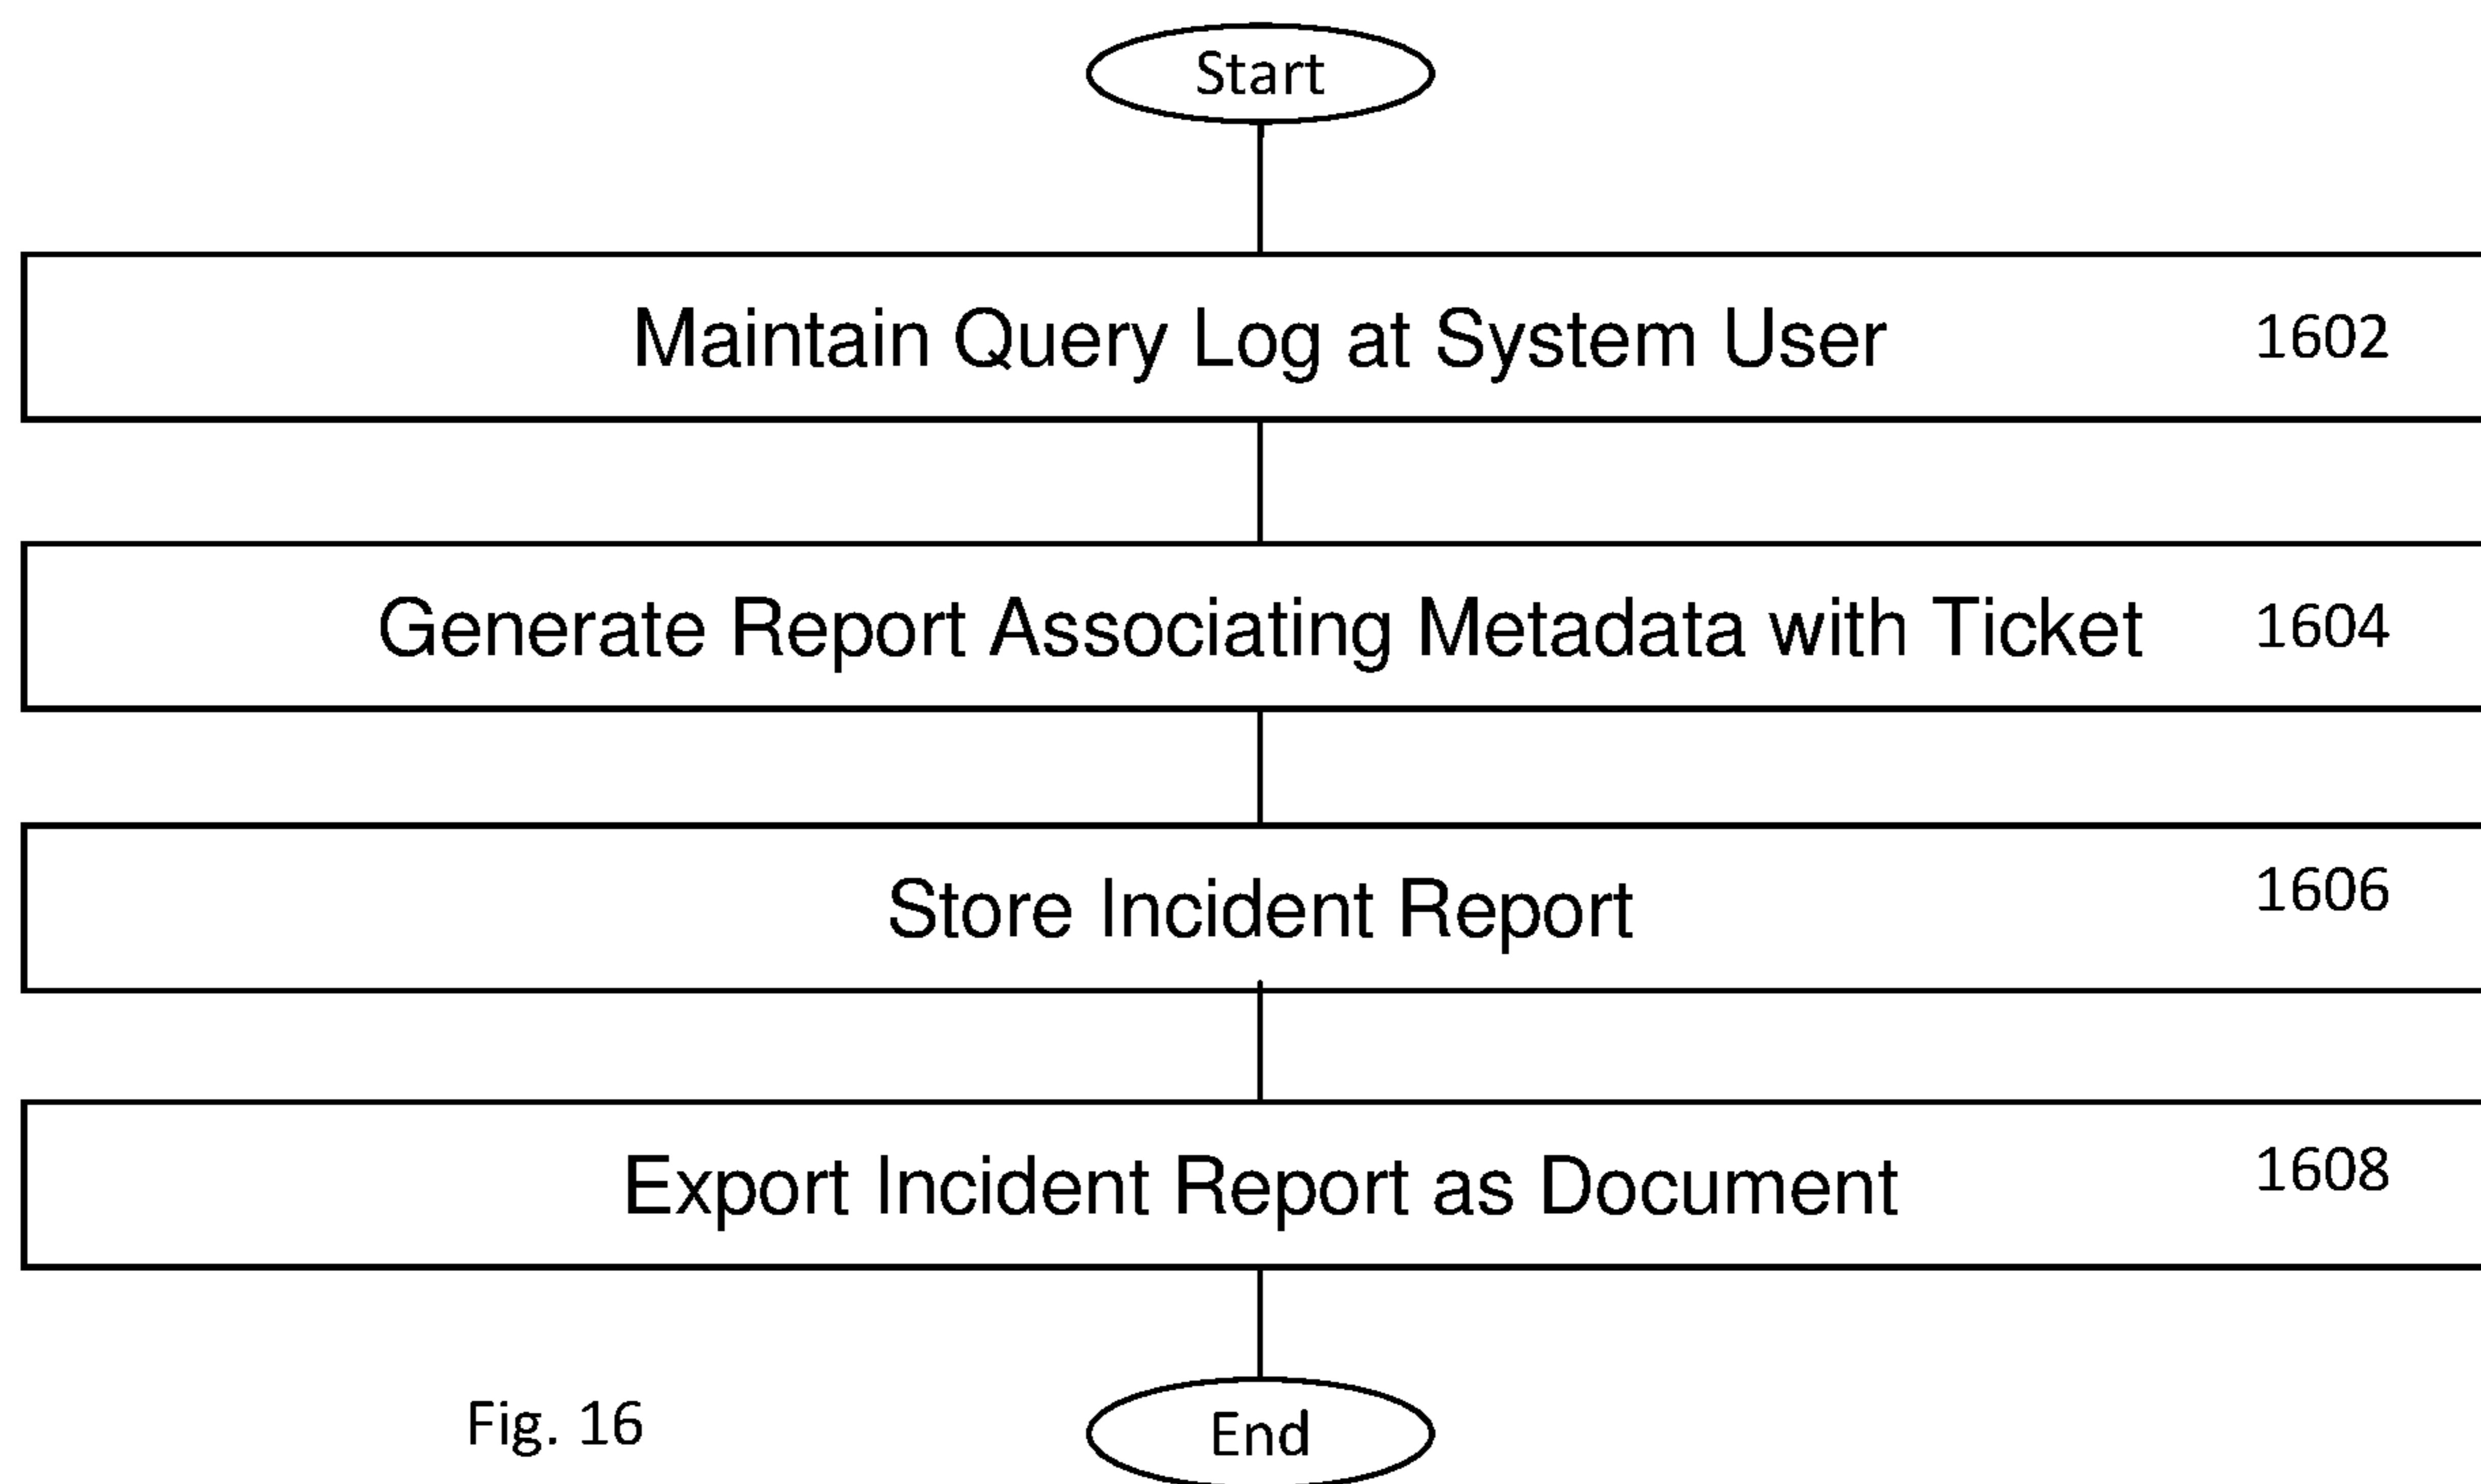 Start
Maintain Query Log at System User 1602
Generate Report Associating Metadata with Ticket 1604
Store Incident Report 1606
Export Incident Report as Document 1608
Fig. 16
End